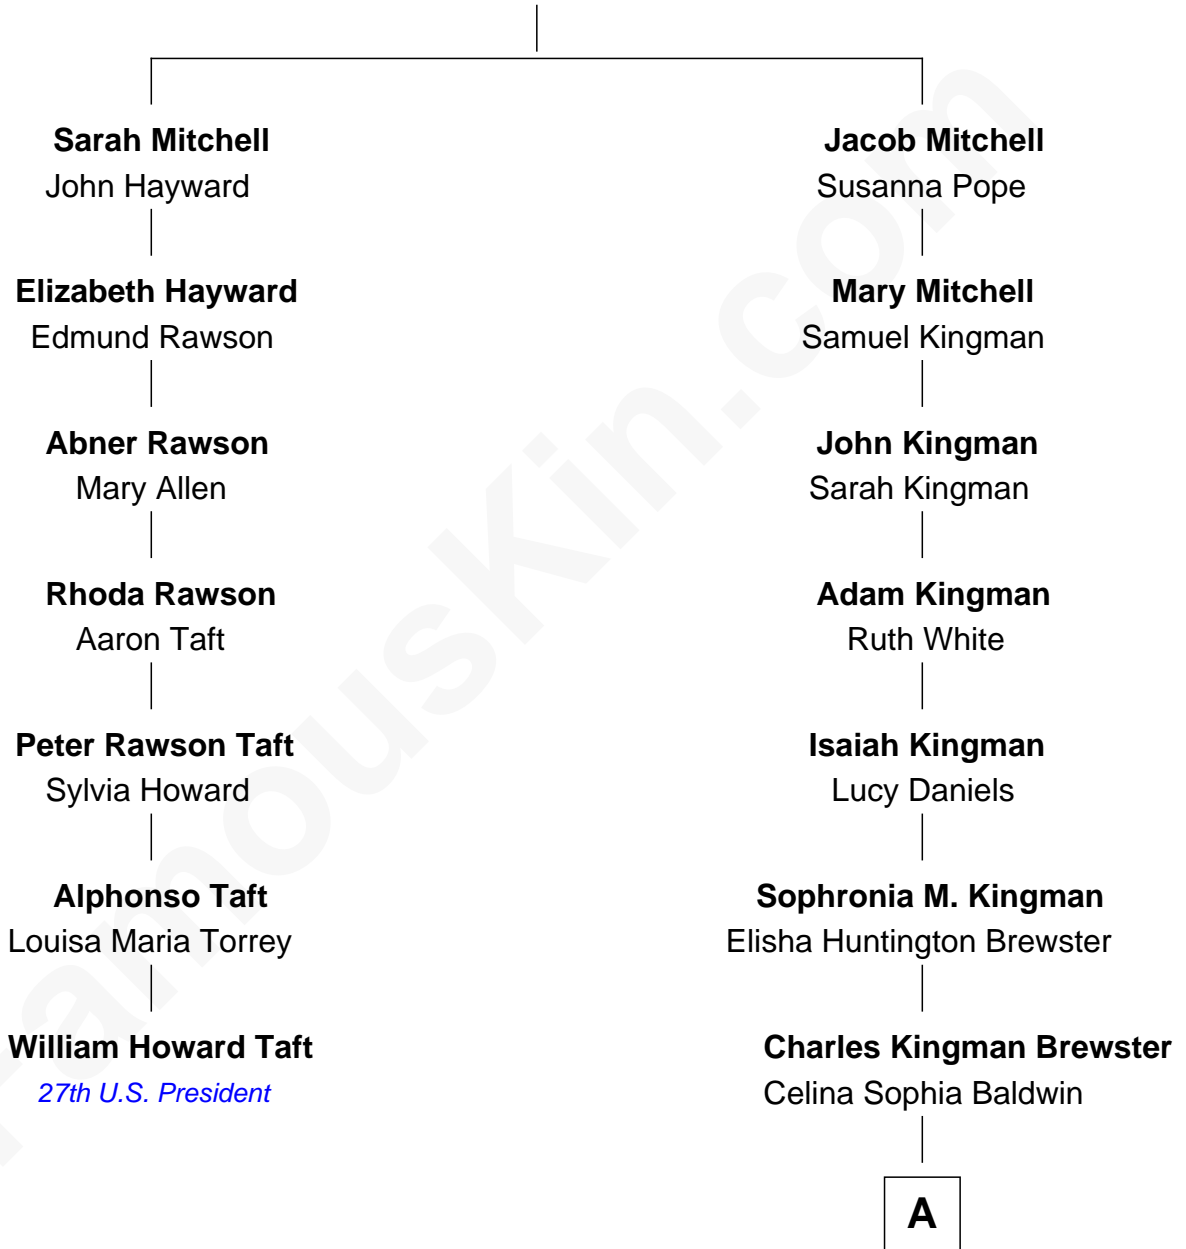 Sarah Mitchell
John Hayward
Elizabeth Hayward
Edmund Rawson
Abner Rawson
Mary Allen
Rhoda Rawson
Aaron Taft
Peter Rawson Taft
Sylvia Howard
Alphonso Taft
Louisa Maria Torrey
William Howard Taft
27th U.S. President
Jacob Mitchell
Susanna Pope
Mary Mitchell
Samuel Kingman
John Kingman
Sarah Kingman
Adam Kingman
Ruth White
Isaiah Kingman
Lucy Daniels
Sophronia M. Kingman
Elisha Huntington Brewster
Charles Kingman Brewster
Celina Sophia Baldwin
A
FamousKin.com